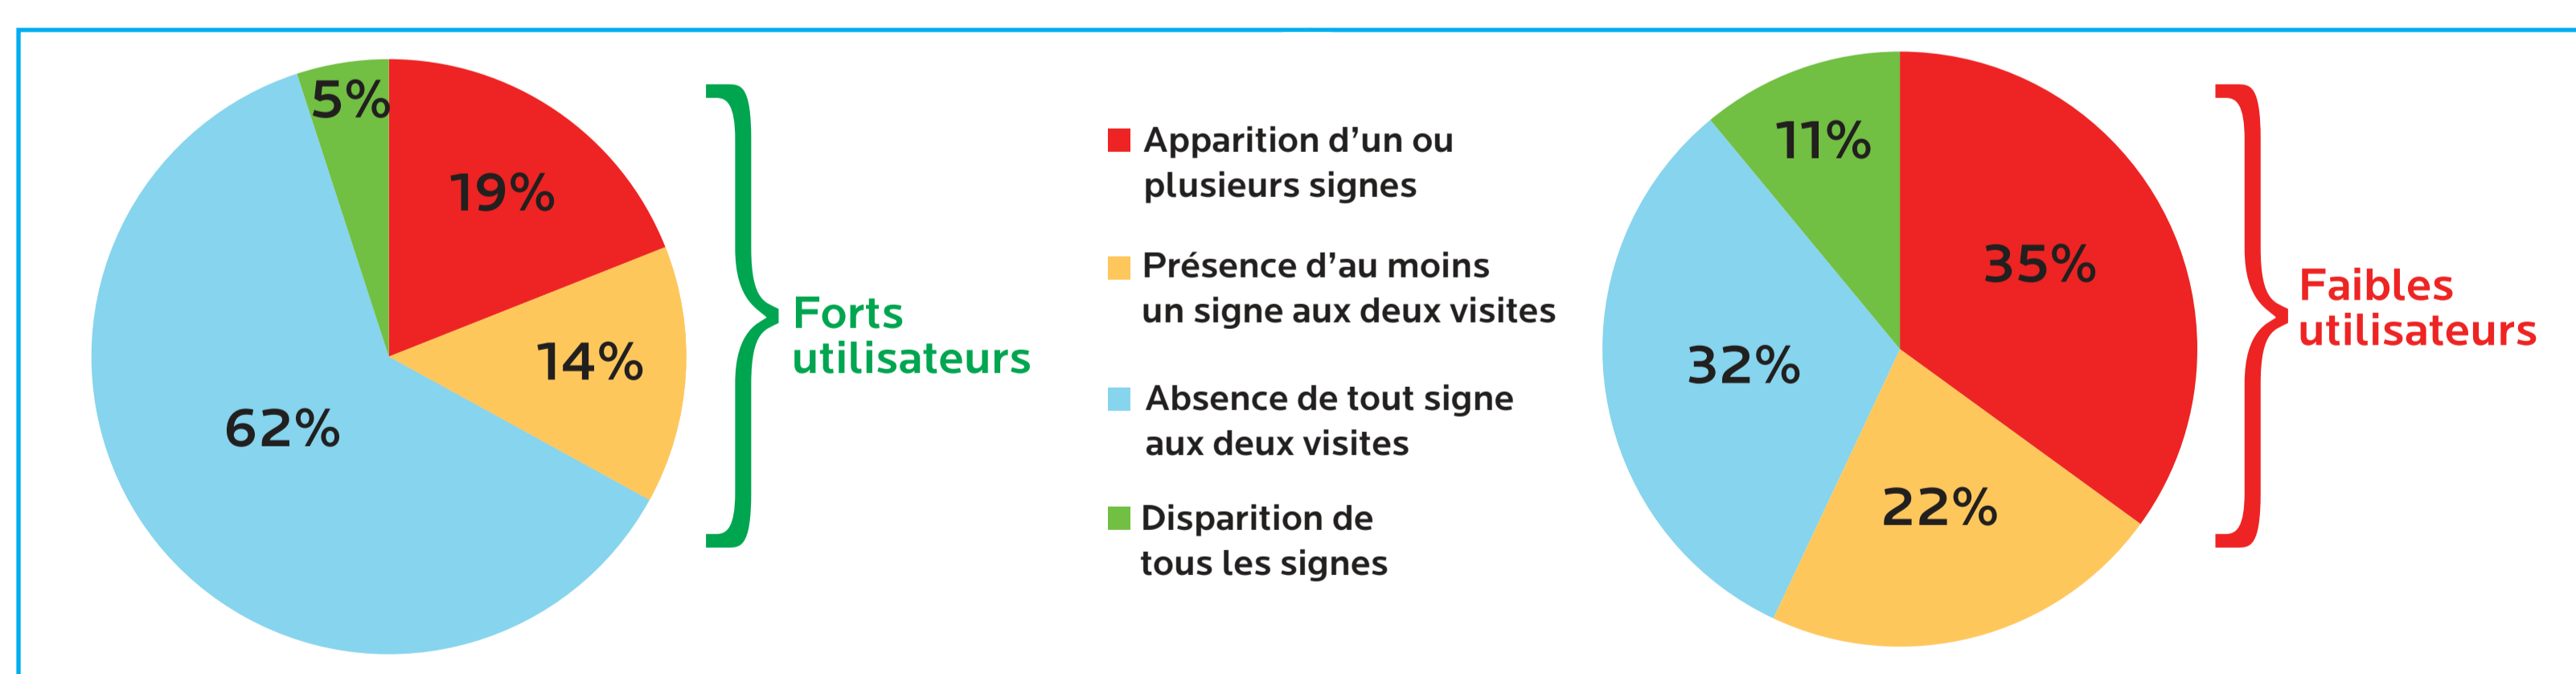 5%
19%
14%
62%
Forts
utilisateurs
Apparition d’un ou
plusieurs signes
Présence d’au moins
un signe aux deux visites
Absence de tout signe
aux deux visites
Disparition de
tous les signes
11%
35%
32%
22%
Faibles
utilisateurs